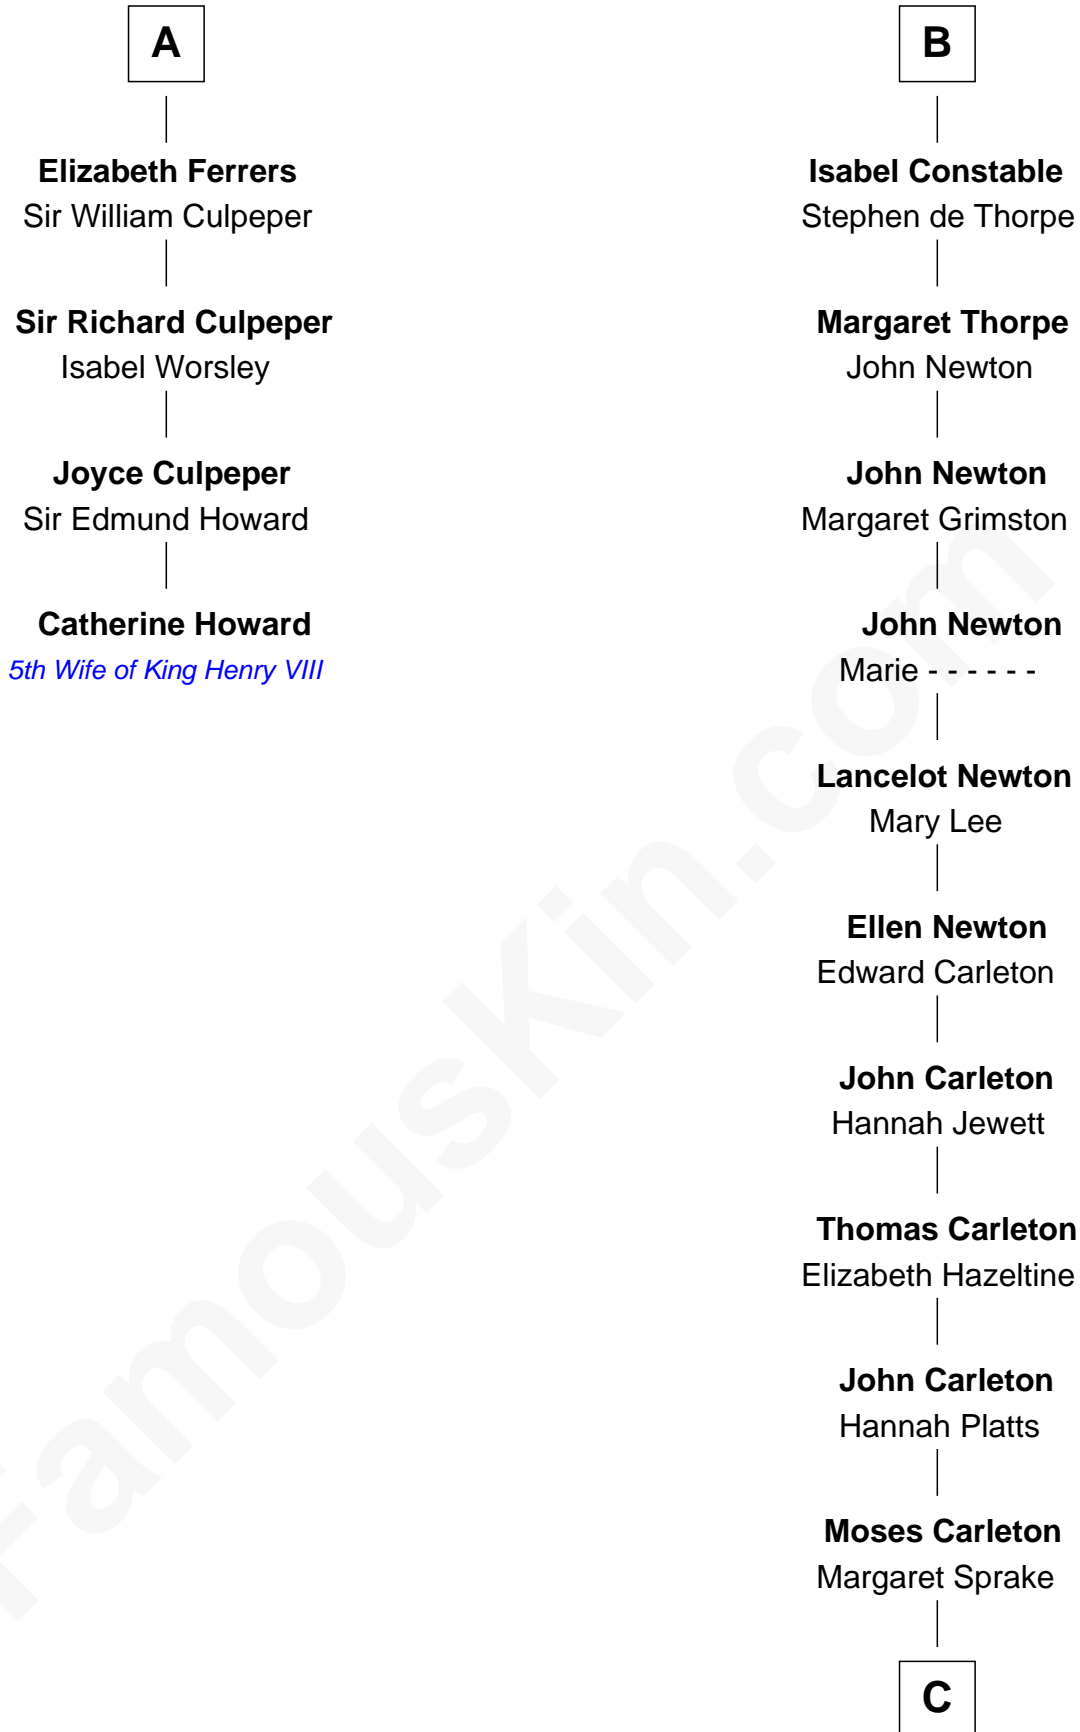 A
Elizabeth Ferrers
Sir William Culpeper
Sir Richard Culpeper
Isabel Worsley
Joyce Culpeper
Sir Edmund Howard
Catherine Howard
5th Wife of King Henry VIII
B
Isabel Constable
Stephen de Thorpe
Margaret Thorpe
John Newton
John Newton
Margaret Grimston
John Newton
Marie - - - - - -
Lancelot Newton
Mary Lee
Ellen Newton
Edward Carleton
John Carleton
Hannah Jewett
Thomas Carleton
Elizabeth Hazeltine
John Carleton
Hannah Platts
Moses Carleton
Margaret Sprake
C
FamousKin.com